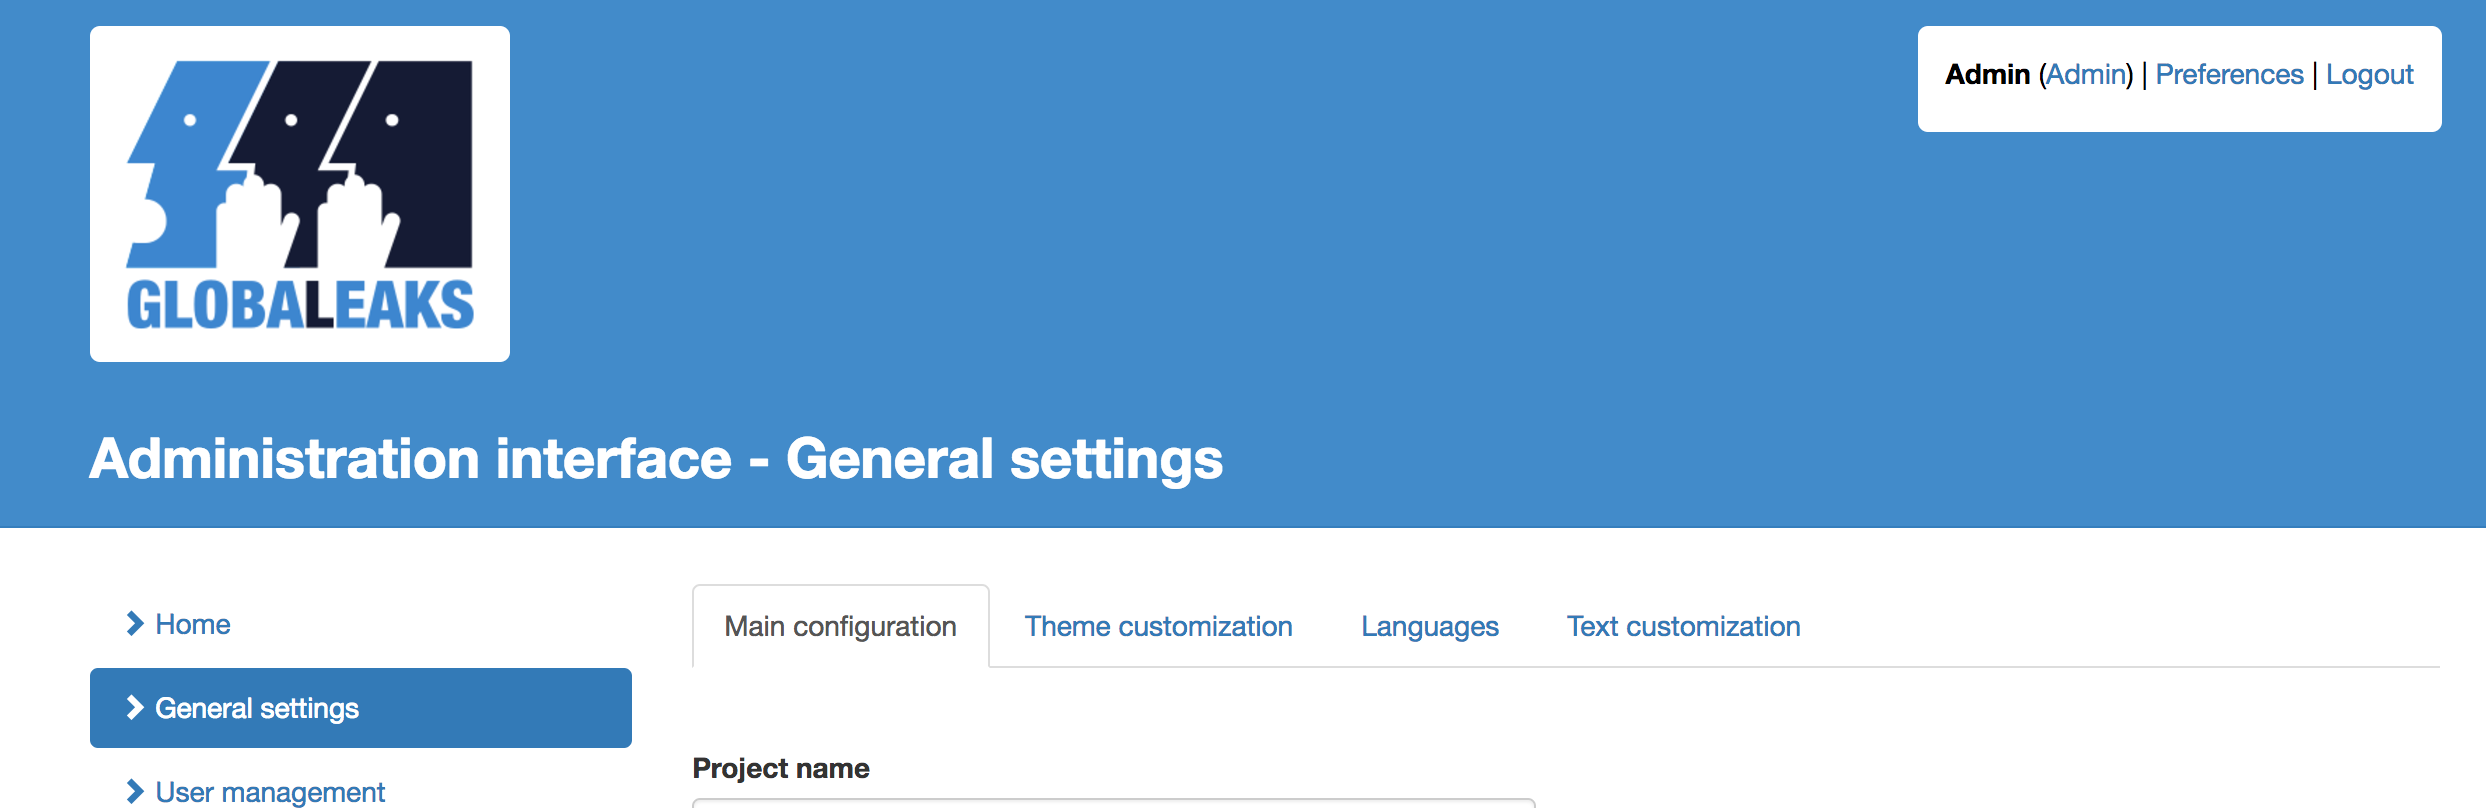 GLOBALEAKS
Admin (Admin) | Preferences | Logout
Administration interface - General settings
Home
General settings
User management
Main configuration Theme customization Languages Text customization
Project name